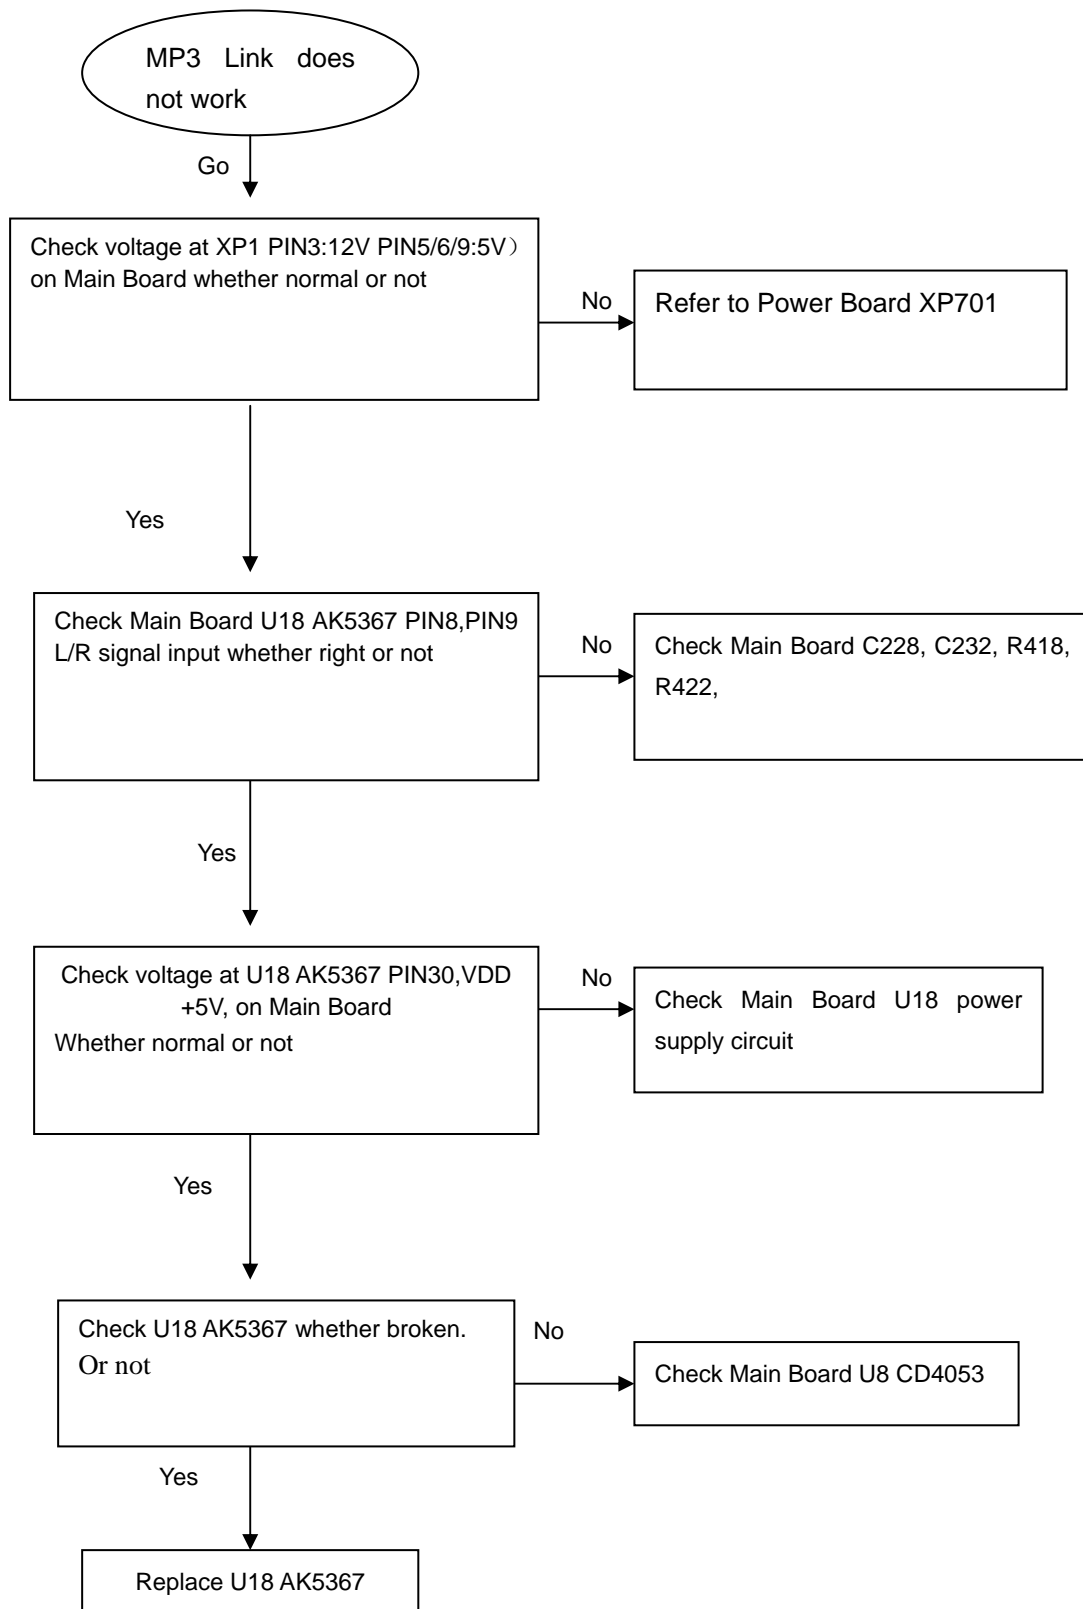 MP3 Link does
not work
Go
Check voltage at XP1 PIN3:12V PIN5/6/9:5V）
on Main Board whether normal or not
No
Refer to Power Board XP701
Yes
Check Main Board U18 AK5367 PIN8,PIN9
L/R signal input whether right or not
No
Check Main Board C228, C232, R418,
R422,
Yes
Check voltage at U18 AK5367 PIN30,VDD
+5V, on Main Board
Whether normal or not
No
Check Main Board U18 power
supply circuit
Yes
Check U18 AK5367 whether broken.
Or not
No
Check Main Board U8 CD4053
Yes
Replace U18 AK5367